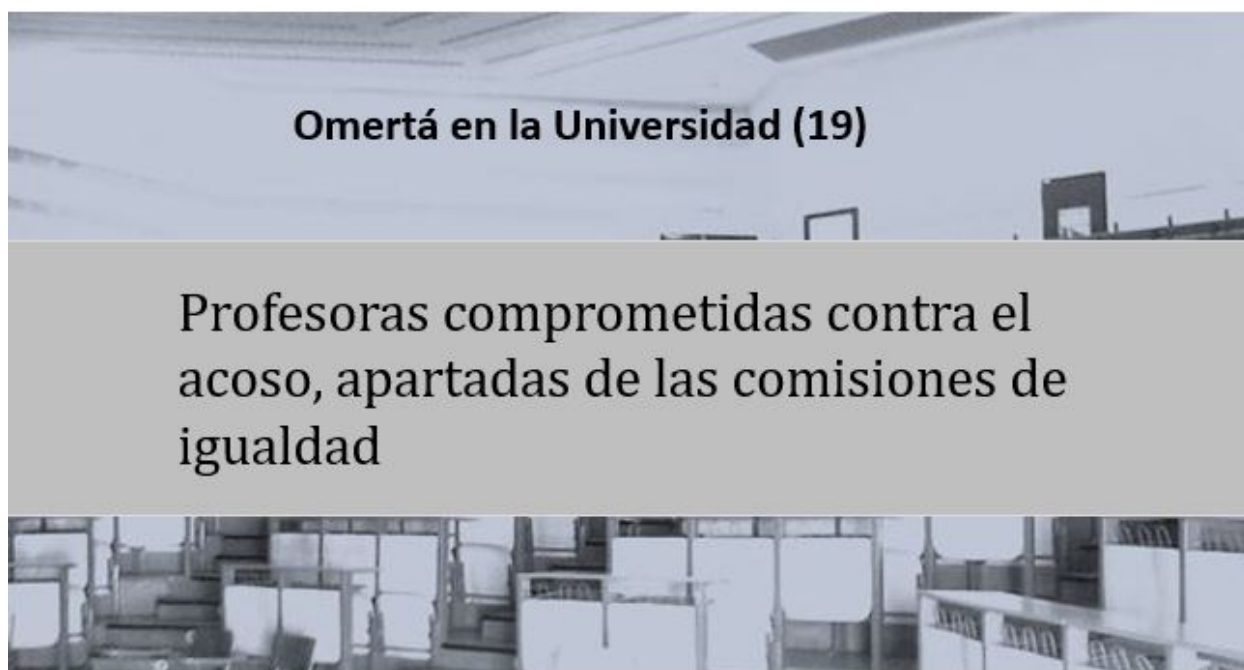 Omertá en la Universidad (19)
Profesoras comprometidas contra el
acoso, apartadas de las comisiones de
igualdad